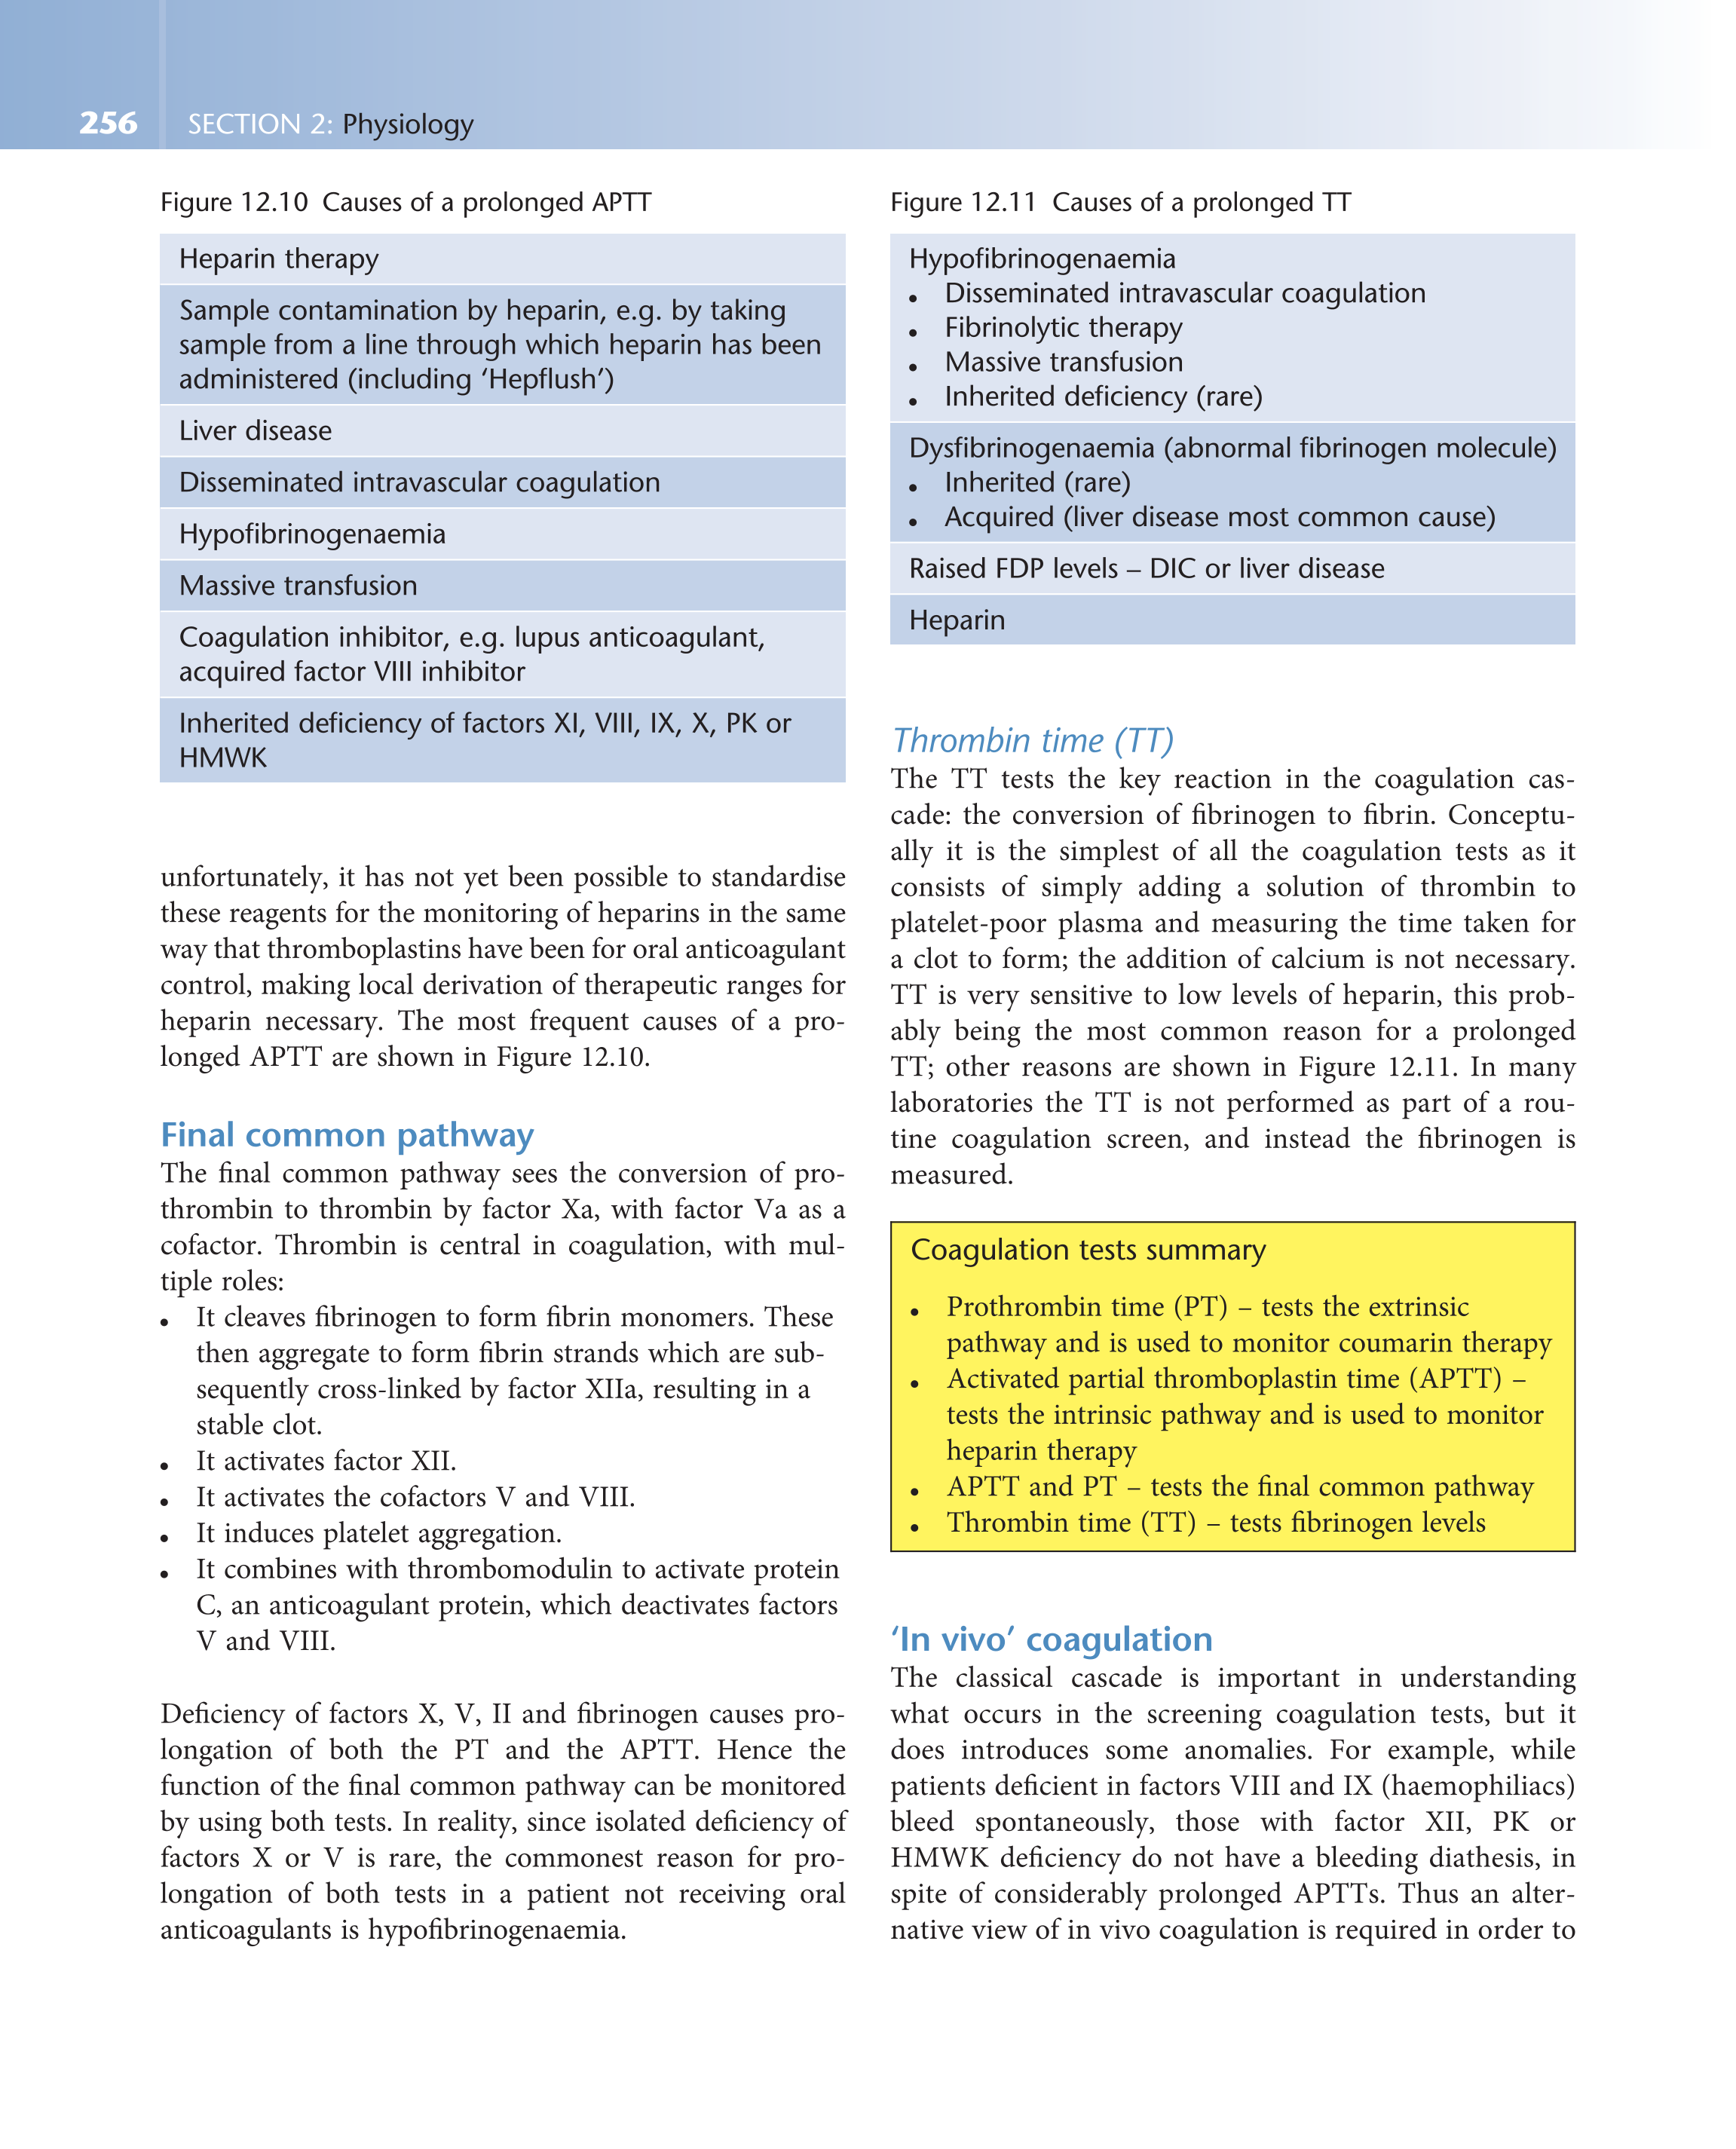 256 SECTION 2: Physiology
Figure 12.10 Causes of a prolonged APTT
Heparin therapy
Sample contamination by heparin, e.g. by taking
sample from a line through which heparin has been
administered (including ‘Hepflush’)
Liver disease
Disseminated intravascular coagulation
Hypofibrinogenaemia
Massive transfusion
Coagulation inhibitor, e.g. lupus anticoagulant,
acquired factor VIII inhibitor
Inherited deficiency of factors XI, VIII, IX, X, PK or
HMWK
unfortunately, it has not yet been possible to standardise
these reagents for the monitoring of heparins in the same
way that thromboplastins have been for oral anticoagulant
control, making local derivation of therapeutic ranges for
heparin necessary. The most frequent causes of a pro-
longed APTT are shown in Figure 12.10.
Final common pathway
The final common pathway sees the conversion of pro-
thrombin to thrombin by factor Xa, with factor Va as a
cofactor. Thrombin is central in coagulation, with mul-
tiple roles:
• It cleaves fibrinogen to form fibrin monomers. These
then aggregate to form fibrin strands which are sub-
sequently cross-linked by factor XIIa, resulting in a
stable clot.
• It activates factor XII.
• It activates the cofactors V and VIII.
• It induces platelet aggregation.
• It combines with thrombomodulin to activate protein
C, an anticoagulant protein, which deactivates factors
V and VIII.
Deficiency of factors X, V, II and fibrinogen causes pro-
longation of both the PT and the APTT. Hence the
function of the final common pathway can be monitored
by using both tests. In reality, since isolated deficiency of
factors X or V is rare, the commonest reason for pro-
longation of both tests in a patient not receiving oral
anticoagulants is hypofibrinogenaemia.
Figure 12.11 Causes of a prolonged TT
Hypofibrinogenaemia
• Disseminated intravascular coagulation
• Fibrinolytic therapy
• Massive transfusion
• Inherited deficiency (rare)
Dysfibrinogenaemia (abnormal fibrinogen molecule)
• Inherited (rare)
• Acquired (liver disease most common cause)
Raised FDP levels – DIC or liver disease
Heparin
Thrombin time (TT)
The TT tests the key reaction in the coagulation cas-
cade: the conversion of fibrinogen to fibrin. Conceptu-
ally it is the simplest of all the coagulation tests as it
consists of simply adding a solution of thrombin to
platelet-poor plasma and measuring the time taken for
a clot to form; the addition of calcium is not necessary.
TT is very sensitive to low levels of heparin, this prob-
ably being the most common reason for a prolonged
TT; other reasons are shown in Figure 12.11. In many
laboratories the TT is not performed as part of a rou-
tine coagulation screen, and instead the fibrinogen is
measured.
Coagulation tests summary
• Prothrombin time (PT) – tests the extrinsic
pathway and is used to monitor coumarin therapy
• Activated partial thromboplastin time (APTT) –
tests the intrinsic pathway and is used to monitor
heparin therapy
• APTT and PT – tests the final common pathway
• Thrombin time (TT) – tests fibrinogen levels
‘In vivo’ coagulation
The classical cascade is important in understanding
what occurs in the screening coagulation tests, but it
does introduces some anomalies. For example, while
patients deficient in factors VIII and IX (haemophiliacs)
bleed spontaneously, those with factor XII, PK or
HMWK deficiency do not have a bleeding diathesis, in
spite of considerably prolonged APTTs. Thus an alter-
native view of in vivo coagulation is required in order to